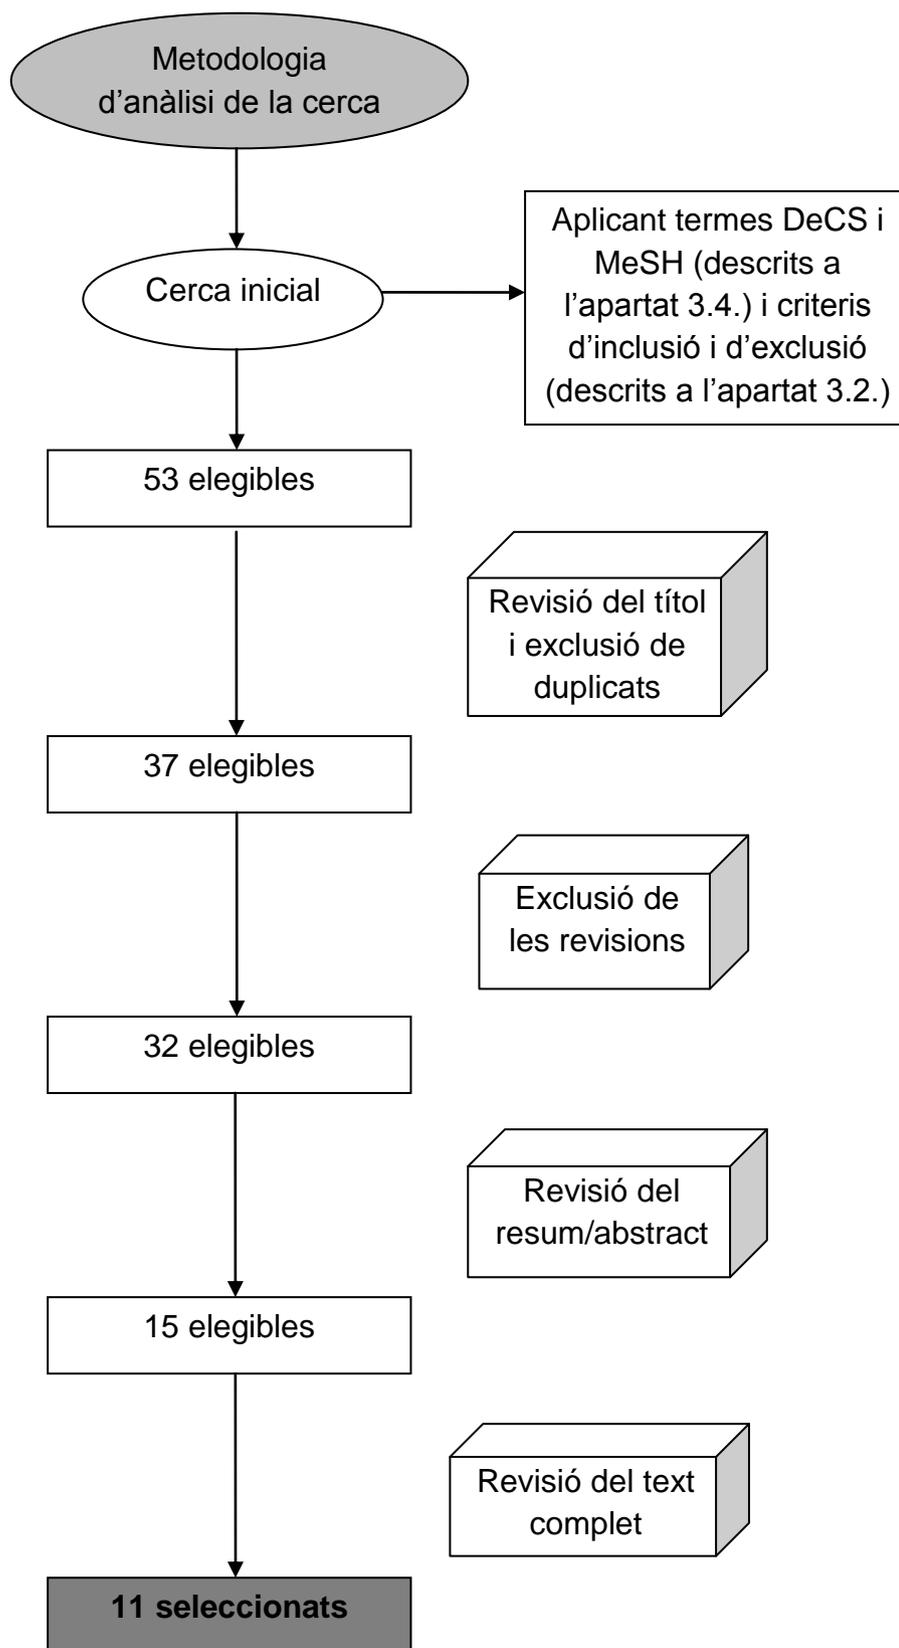 Metodologia
d’anàlisi de la cerca
Cerca inicial
Aplicant termes DeCS i
MeSH (descrits a
l’apartat 3.4.) i criteris
d’inclusió i d’exclusió
(descrits a l’apartat 3.2.)
53 elegibles
Revisió del títol
i exclusió de
duplicats
37 elegibles
Exclusió de
les revisions
32 elegibles
Revisió del
resum/abstract
15 elegibles
Revisió del text
complet
11 seleccionats